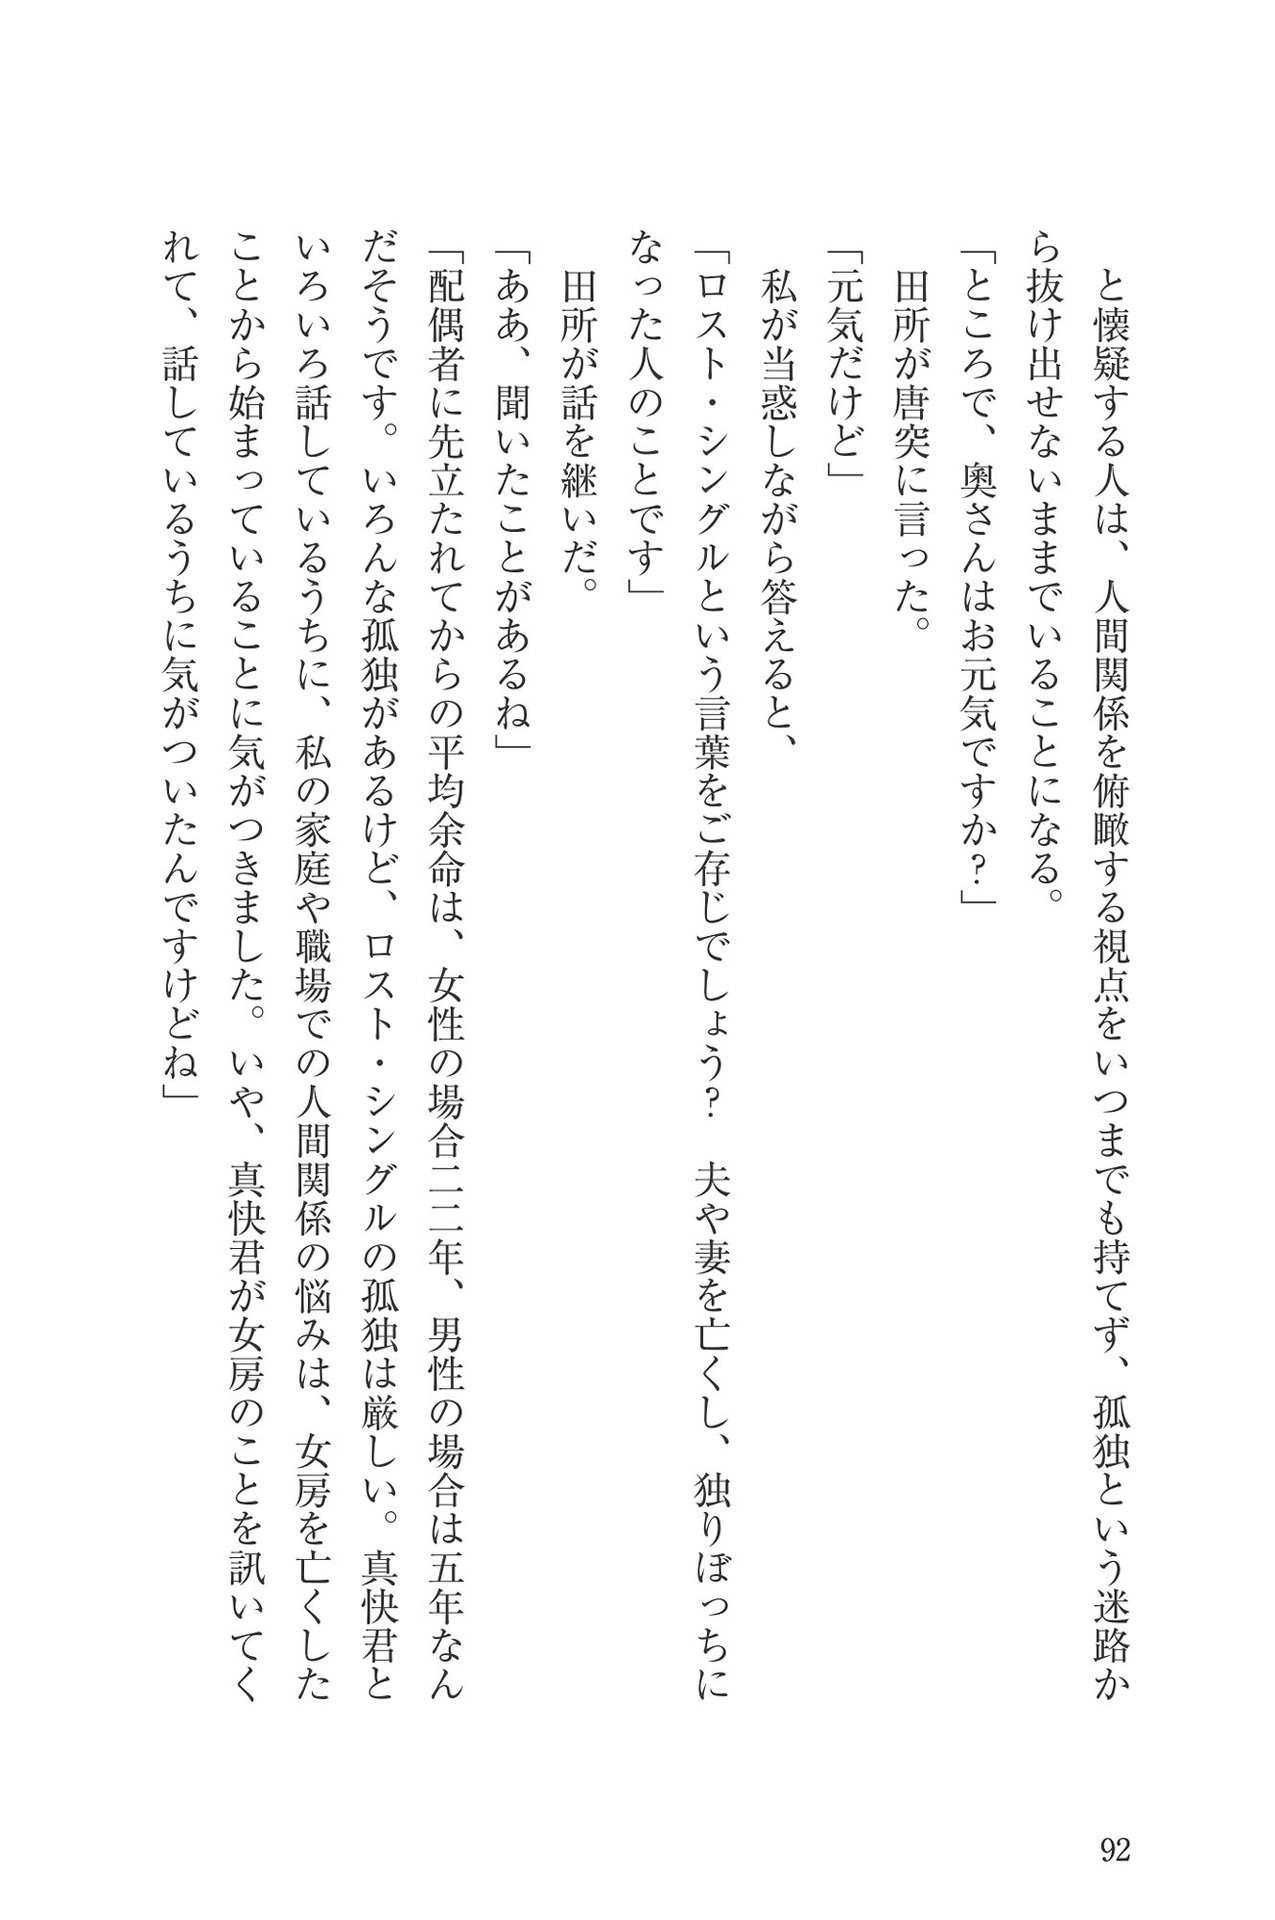 と懐疑する人は、人間関係を俯瞰する視点をいつまでも持てず、孤独という迷路か
ら抜け出せないままでいることになる。
「ところで、奥さんはお元気ですか？」
　田所が唐突に言った。
「元気だけど」
　私が当惑しながら答えると、
「ロスト・シングルという言葉をご存じでしょう？　夫や妻を亡くし、独りぼっちに
なった人のことです」
　田所が話を継いだ。
「ああ、聞いたことがあるね」
「配偶者に先立たれてからの平均余命は、女性の場合二二年、男性の場合は五年なん
だそうです。いろんな孤独があるけど、ロスト・シングルの孤独は厳しい。真快君と
いろいろ話しているうちに、私の家庭や職場での人間関係の悩みは、女房を亡くした
ことから始まっていることに気がつきました。いや、真快君が女房のことを訊いてく
れて、話しているうちに気がついたんですけどね」
92